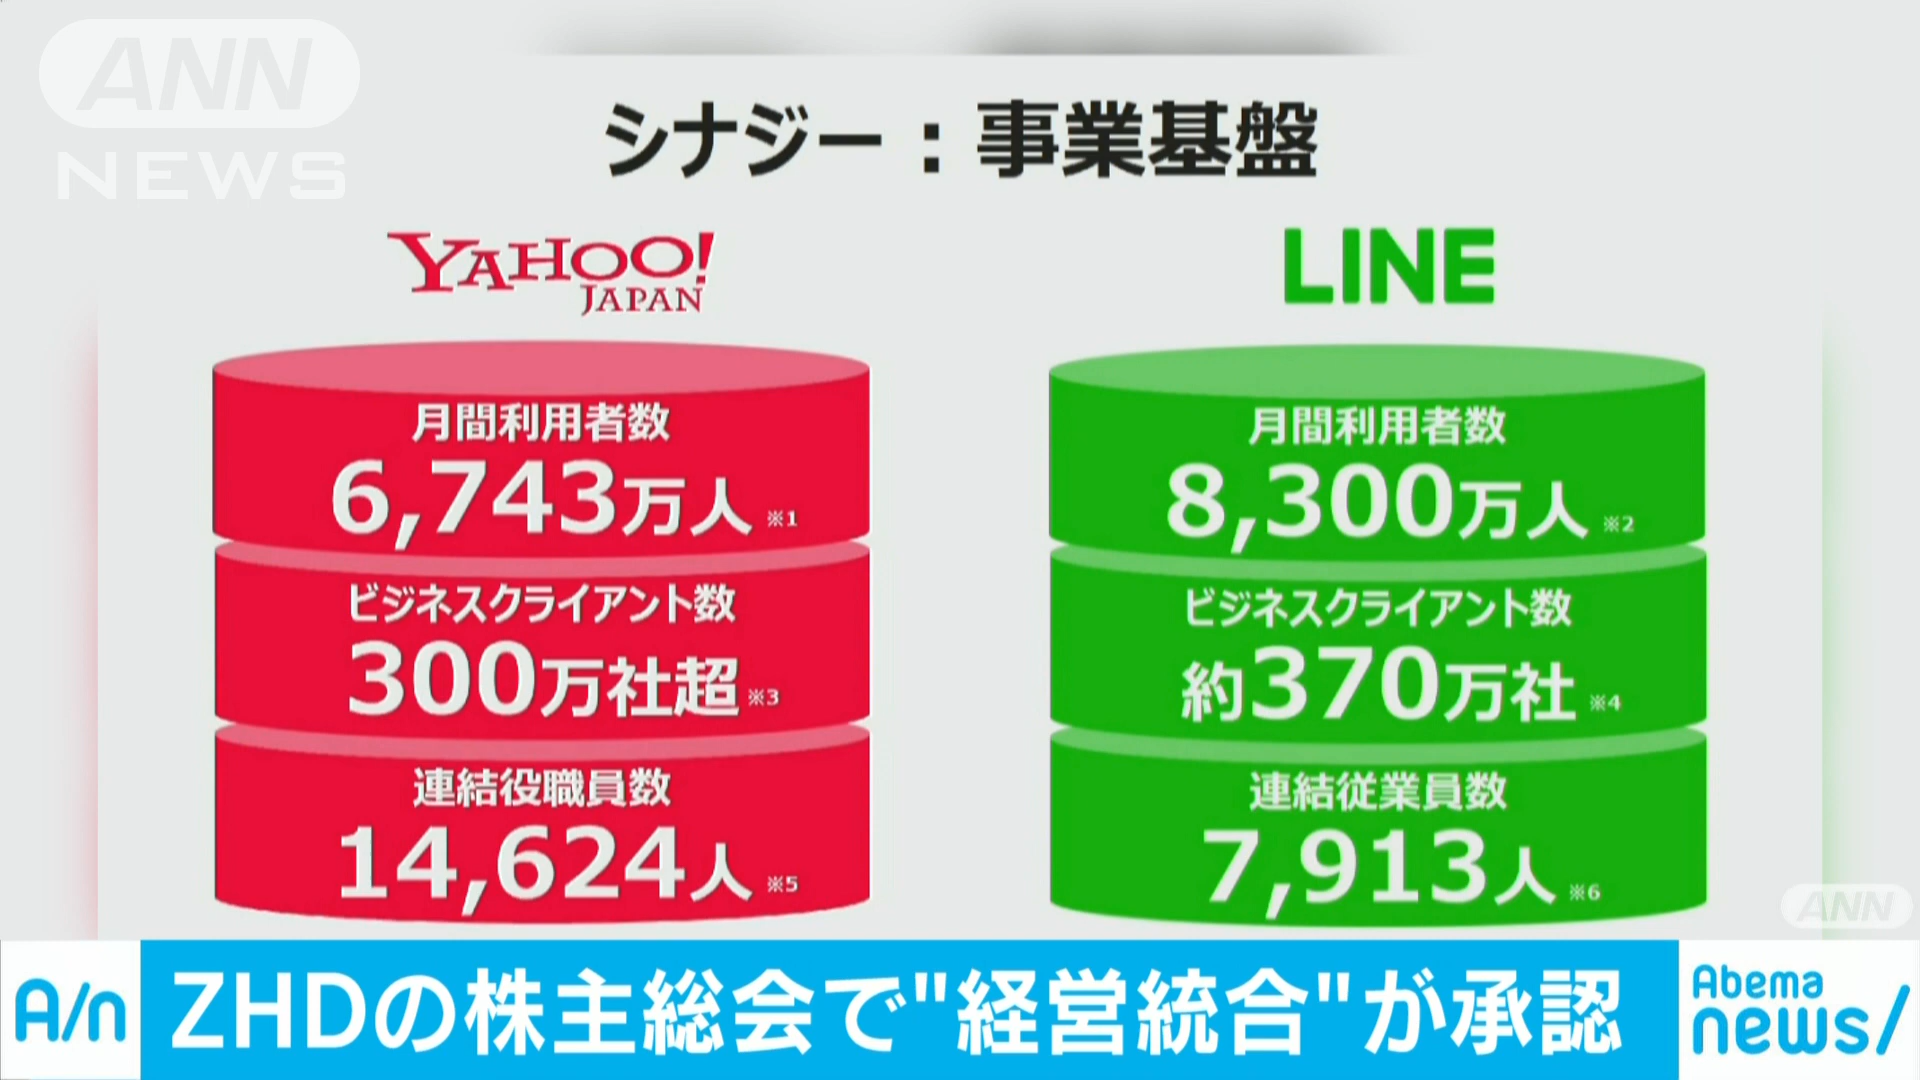 ANN
NEWS
シナジー：事業基盤
YAHOO!
JAPAN
月間利用者数
6,743万人 ※1
ビジネスクライアント数
300万社超 ※3
連結役職員数
14,624人 ※5
LINE
月間利用者数
8,300万人 ※2
ビジネスクライアント数
約370万社 ※4
連結従業員数
7,913人 ※6
ANN
A/n
ZHDの株主総会で"経営統合"が承認
Abema
news/